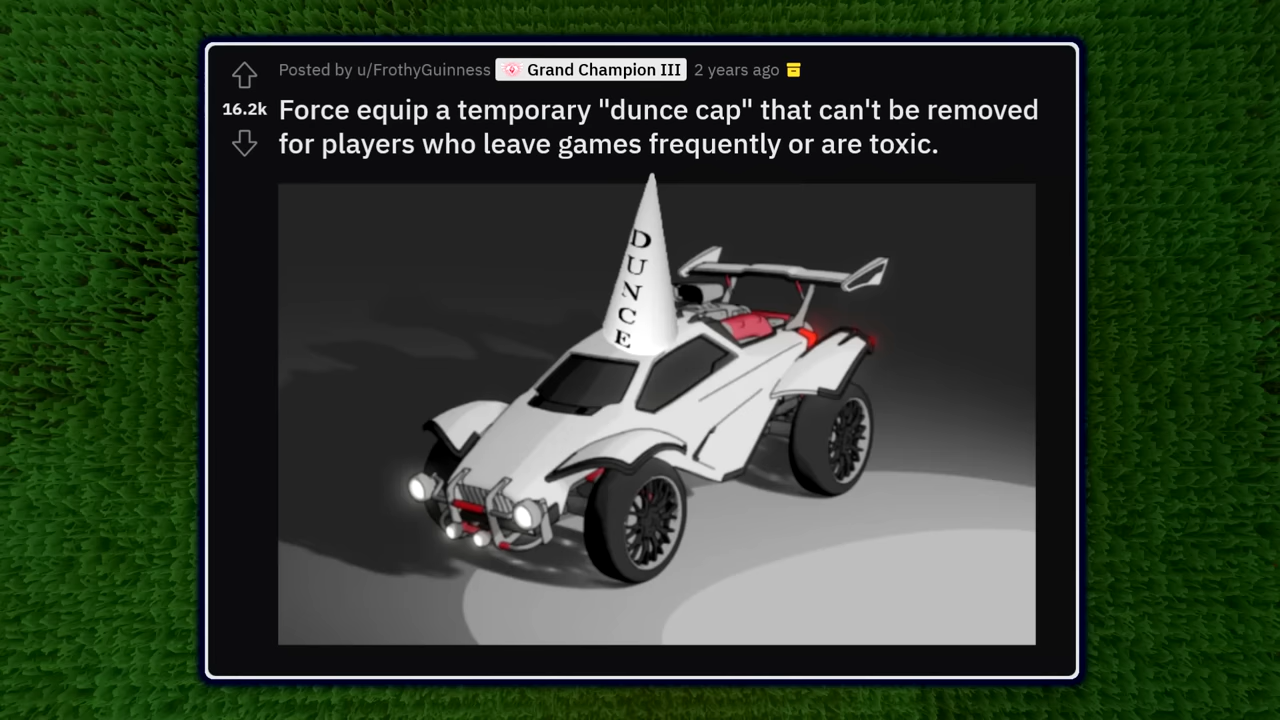 Posted by u/FrothyGuinness Grand Champion III 2 years ago
16.2k
Force equip a temporary "dunce cap" that can't be removed
for players who leave games frequently or are toxic.
D
U
N
C
E